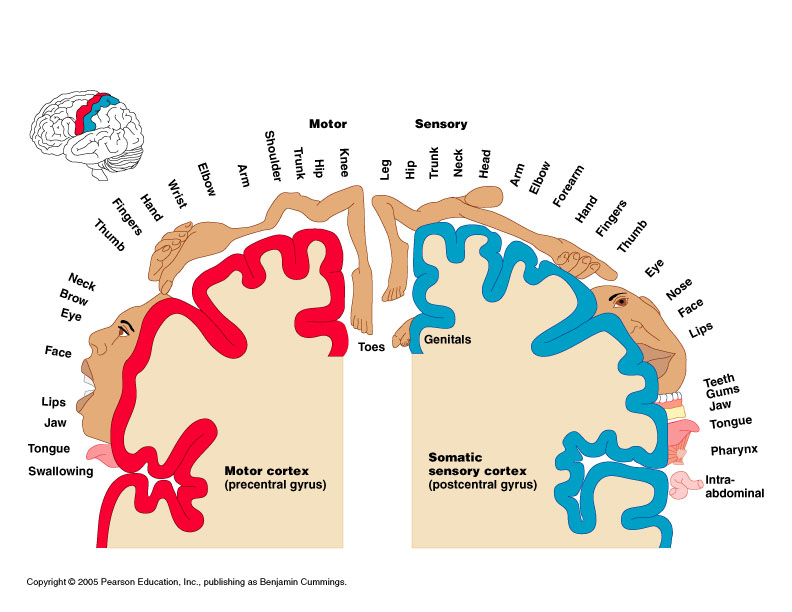 Motor
Sensory
Shoulder
Trunk
Hip
Knee
Arm
Elbow
Wrist
Hand
Fingers
Thumb
Neck
Brow
Eye
Face
Lips
Jaw
Tongue
Swallowing
Leg
Hip
Trunk
Neck
Head
Arm
Elbow
Forearm
Hand
Fingers
Thumb
Eye
Nose
Face
Lips
Teeth
Gums
Jaw
Tongue
Pharynx
Intra-
abdominal
Toes
Genitals
Motor cortex
(precentral gyrus)
Somatic
sensory cortex
(postcentral gyrus)
Copyright © 2005 Pearson Education, Inc., publishing as Benjamin Cummings.